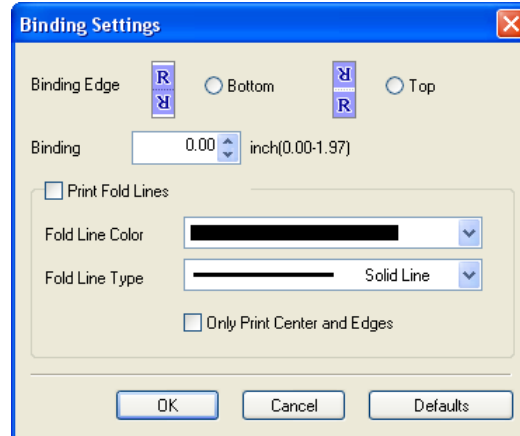 Binding Settings
Binding Edge R R Bottom R R Top
Binding 0.00 inch(0.00-1.97)
Print Fold Lines
Fold Line Color
Fold Line Type Solid Line
Only Print Center and Edges
OK Cancel Defaults